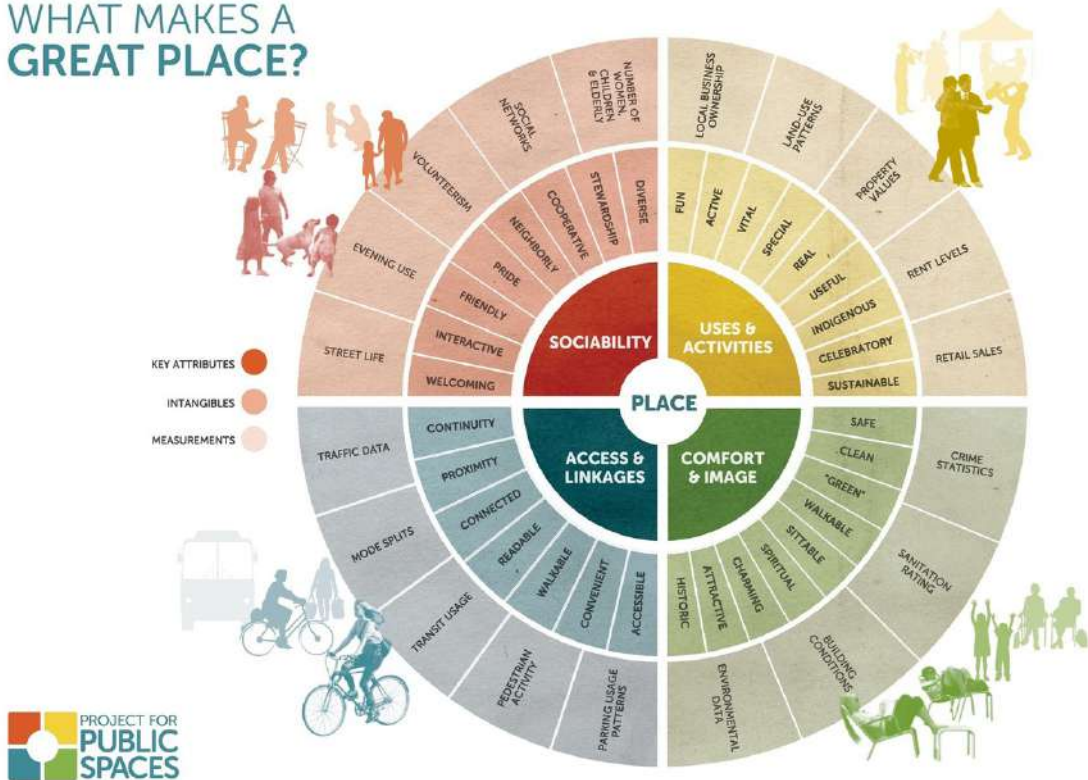 WHAT MAKES A
GREAT PLACE?
NUMBER OF
WOMEN,
CHILDREN
& ELDERLY
SOCIAL
NETWORKS
VOLUNTEERISM
EVENING USE
STREET LIFE
LOCAL BUSINESS
OWNERSHIP
LAND-USE
PATTERNS
PROPERTY
VALUES
RENT LEVELS
RETAIL SALES
DIVERSE
STEWARDSHIP
COOPERATIVE
NEIGHBORLY
PRIDE
FRIENDLY
INTERACTIVE
WELCOMING
FUN
ACTIVE
VITAL
SPECIAL
REAL
USEFUL
INDIGENOUS
CELEBRATORY
SUSTAINABLE
SOCIABILITY
USES &
ACTIVITIES
PLACE
ACCESS &
LINKAGES
COMFORT
& IMAGE
KEY ATTRIBUTES
INTANGIBLES
MEASUREMENTS
CONTINUITY
PROXIMITY
CONNECTED
READABLE
WALKABLE
CONVENIENT
ACCESSIBLE
SAFE
CLEAN
"GREEN"
WALKABLE
SITTABLE
SPIRITUAL
CHARMING
ATTRACTIVE
HISTORIC
TRAFFIC DATA
MODE SPLITS
TRANSIT USAGE
PEDESTRIAN
ACTIVITY
PARKING USAGE
PATTERNS
CRIME
STATISTICS
SANITATION
RATING
BUILDING
CONDITIONS
ENVIRONMENTAL
DATA
PROJECT FOR
PUBLIC
SPACES